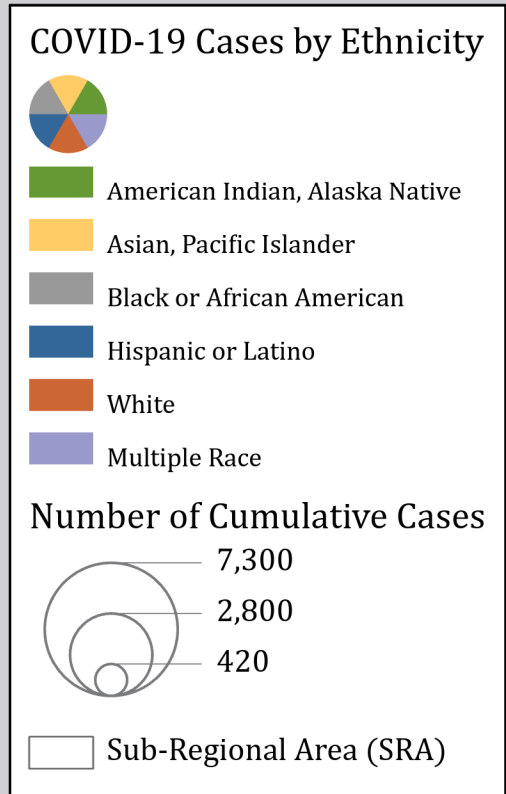 COVID-19 Cases by Ethnicity
American Indian, Alaska Native
Asian, Pacific Islander
Black or African American
Hispanic or Latino
White
Multiple Race
Number of Cumulative Cases
7,300
2,800
420
Sub-Regional Area (SRA)